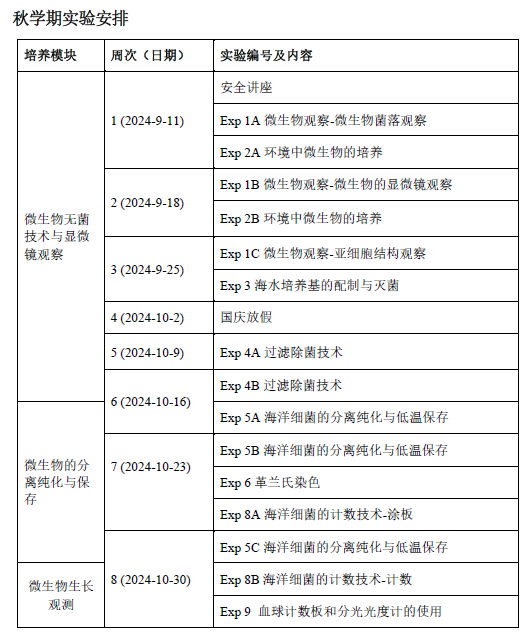 秋学期实验安排
培养模块 周次（日期） 实验编号及内容
微生物无菌
技术与显微
镜观察
1 (2024-9-11)
安全讲座
Exp 1A 微生物观察-微生物菌落观察
Exp 2A 环境中微生物的培养
2 (2024-9-18)
Exp 1B 微生物观察-微生物的显微镜观察
Exp 2B 环境中微生物的培养
3 (2024-9-25)
Exp 1C 微生物观察-亚细胞结构观察
Exp 3 海水培养基的配制与灭菌
4 (2024-10-2) 国庆放假
5 (2024-10-9) Exp 4A 过滤除菌技术
6 (2024-10-16)
Exp 4B 过滤除菌技术
微生物的分
离纯化与保
存
Exp 5A 海洋细菌的分离纯化与低温保存
7 (2024-10-23)
Exp 5B 海洋细菌的分离纯化与低温保存
Exp 6 革兰氏染色
Exp 8A 海洋细菌的计数技术-涂板
8 (2024-10-30)
Exp 5C 海洋细菌的分离纯化与低温保存
微生物生长
观测
Exp 8B 海洋细菌的计数技术-计数
Exp 9 血球计数板和分光光度计的使用